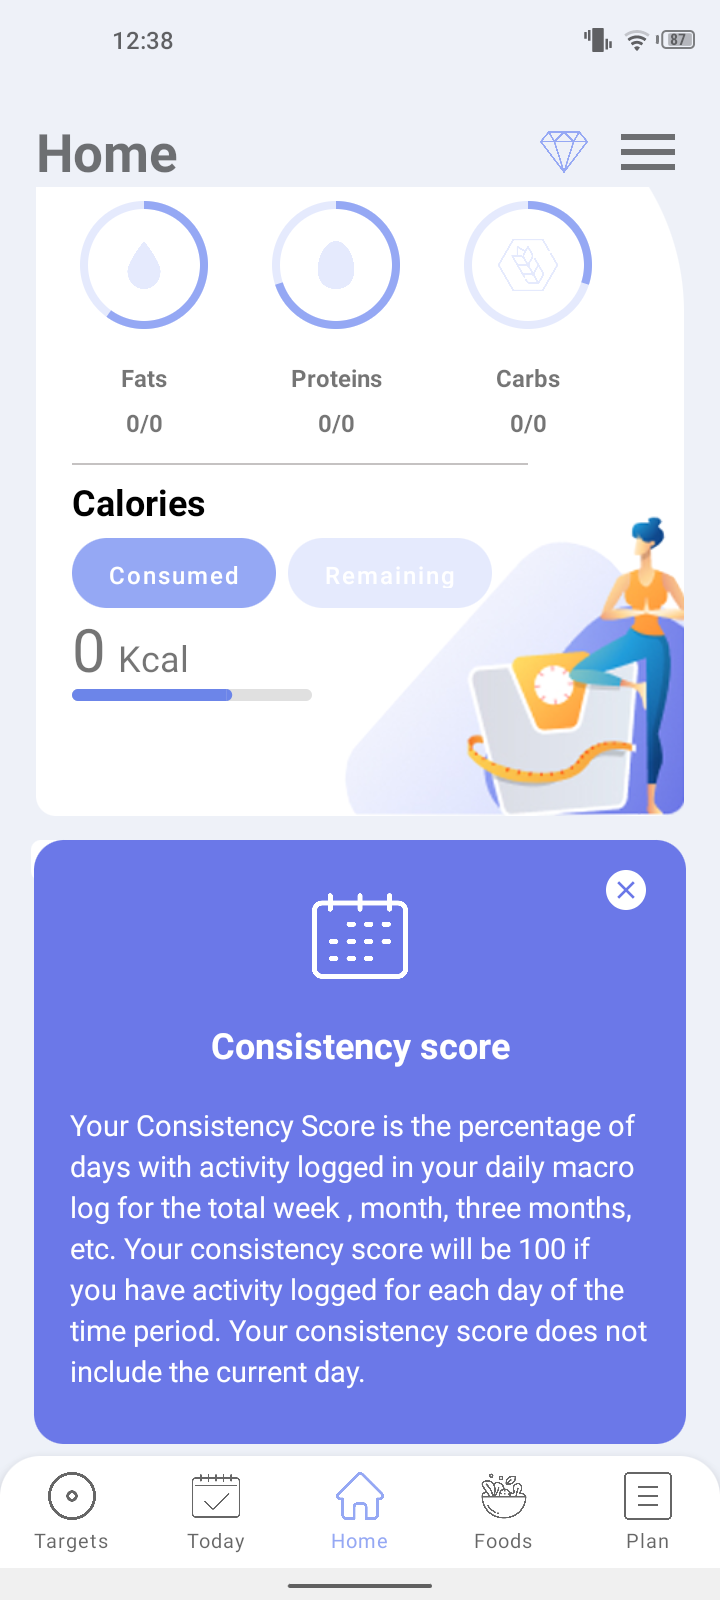 12:38
87
Home
Fats
Proteins
Carbs
0/0
0/0
0/0
Calories
Consumed
Remaining
0 Kcal
Consistency score
Your Consistency Score is the percentage of
days with activity logged in your daily macro
log for the total week , month, three months,
etc. Your consistency score will be 100 if
you have activity logged for each day of the
time period. Your consistency score does not
include the current day.
Targets
Today
Home
Foods
Plan